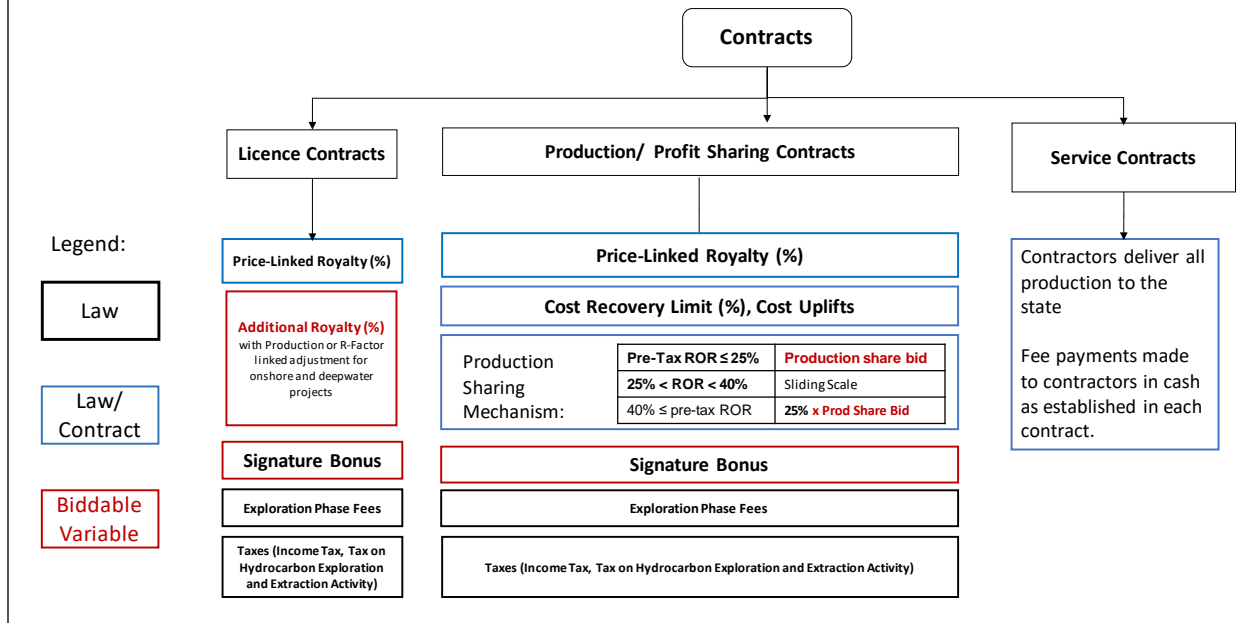 Contracts
Licence Contracts
Production/ Profit Sharing Contracts
Service Contracts
Legend:
Law
Law/
Contract
Biddable
Variable
Price-Linked Royalty (%)
Additional Royalty (%)
with Production or R-Factor
linked adjustment for
onshore and deepwater
projects
Signature Bonus
Exploration Phase Fees
Taxes (Income Tax, Tax on
Hydrocarbon Exploration
and Extraction Activity)
Price-Linked Royalty (%)
Cost Recovery Limit (%), Cost Uplifts
Production
Sharing
Mechanism:
Pre-Tax ROR ≤ 25% Production share bid
25% < ROR < 40% Sliding Scale
40% ≤ pre-tax ROR 25% x Prod Share Bid
Signature Bonus
Exploration Phase Fees
Taxes (Income Tax, Tax on Hydrocarbon Exploration and Extraction Activity)
Contractors deliver all
production to the
state
Fee payments made
to contractors in cash
as established in each
contract.